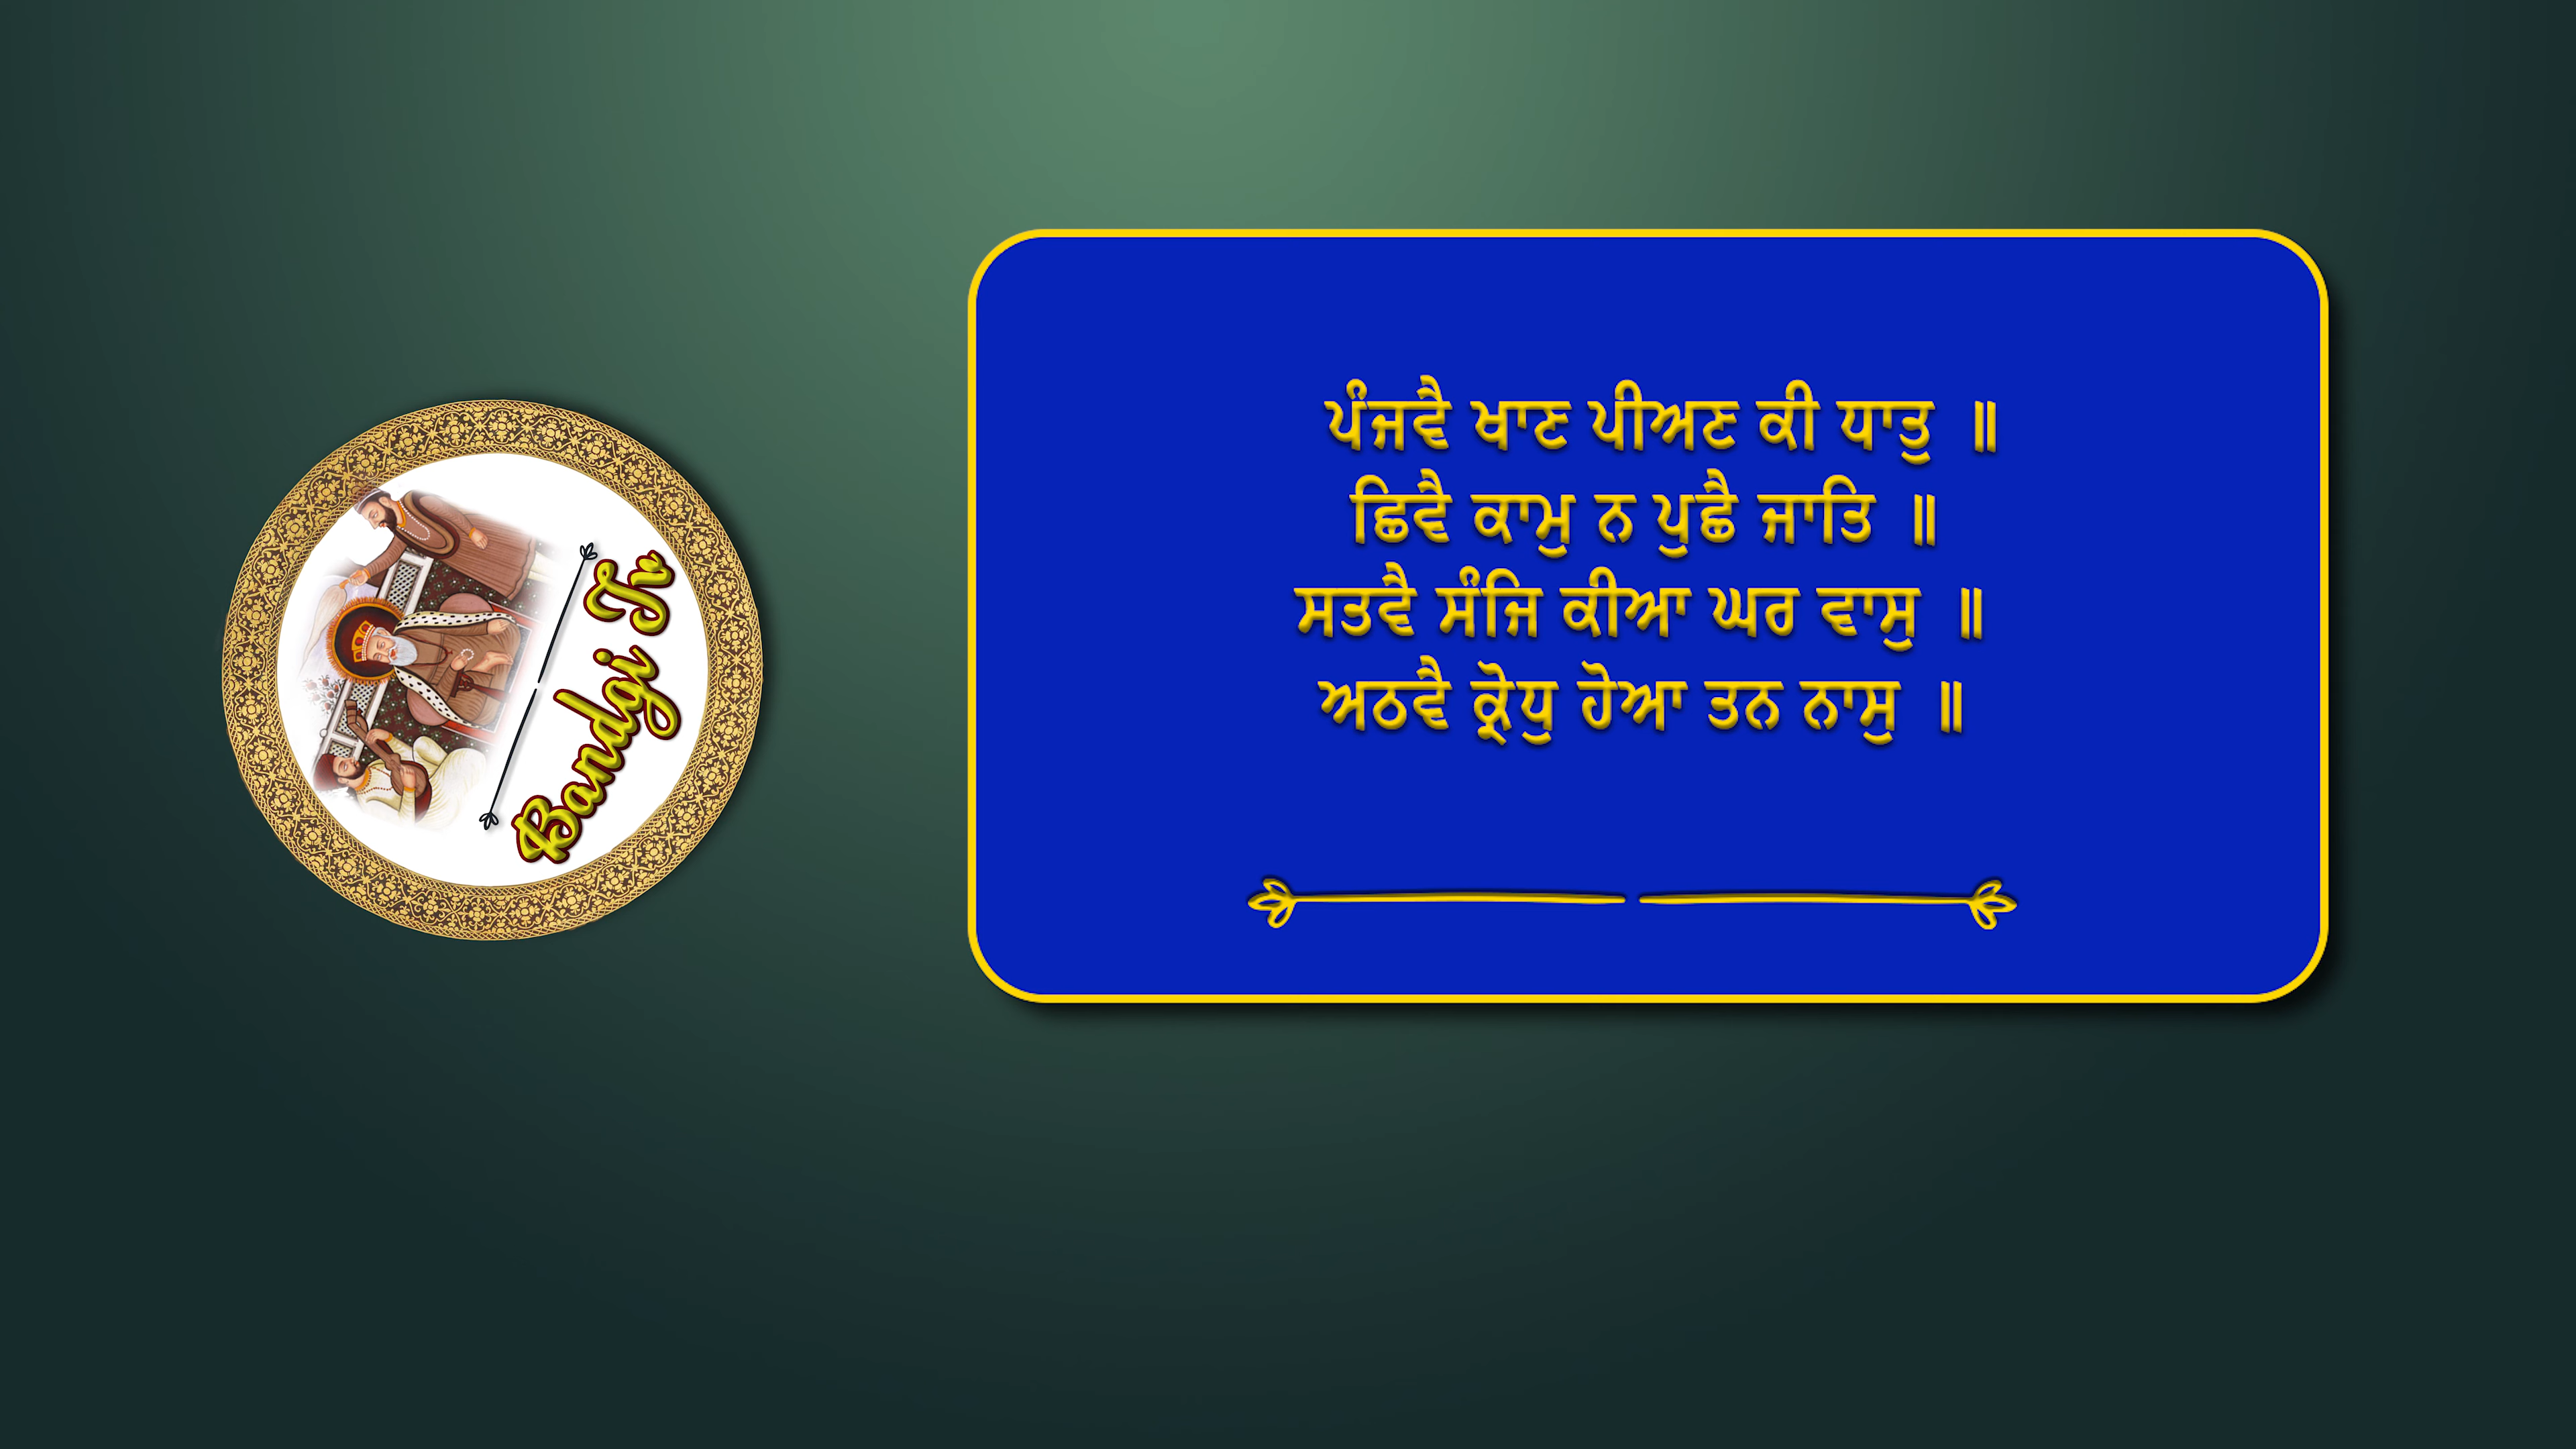 Bandgi Tv
ਪੰਜਵੈ ਖਾਣ ਪੀਅਣ ਕੀ ਧਾਤੁ ॥
ਛਿਵੈ ਕਾਮੁ ਨ ਪੁਛੈ ਜਾਤਿ ॥
ਸਤਵੈ ਸੰਜਿ ਕੀਆ ਘਰ ਵਾਸੁ ॥
ਅਠਵੈ ਕ੍ਰੋਧੁ ਹੋਆ ਤਨ ਨਾਸੁ ॥